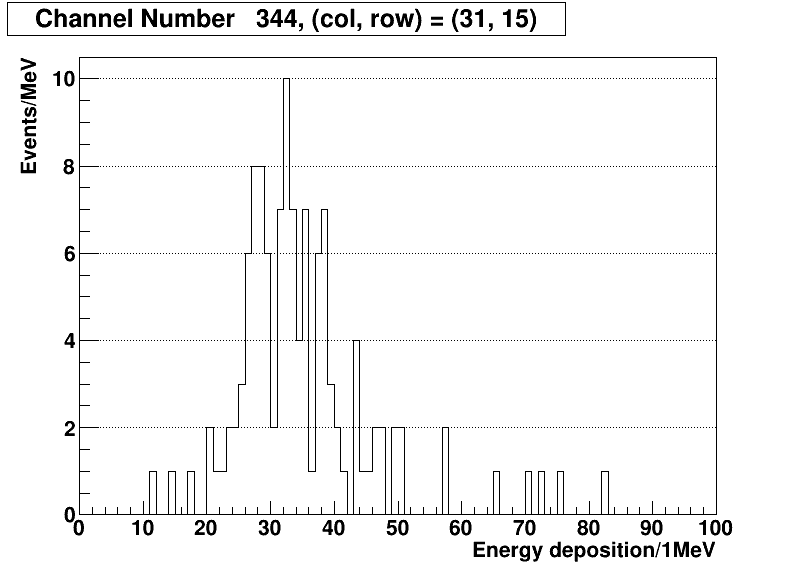 Channel Number 344, (col, row) = (31, 15)
Events/MeV
10
8
6
4
2
0
0 10 20 30 40 50 60 70 80 90 100
Energy deposition/1MeV